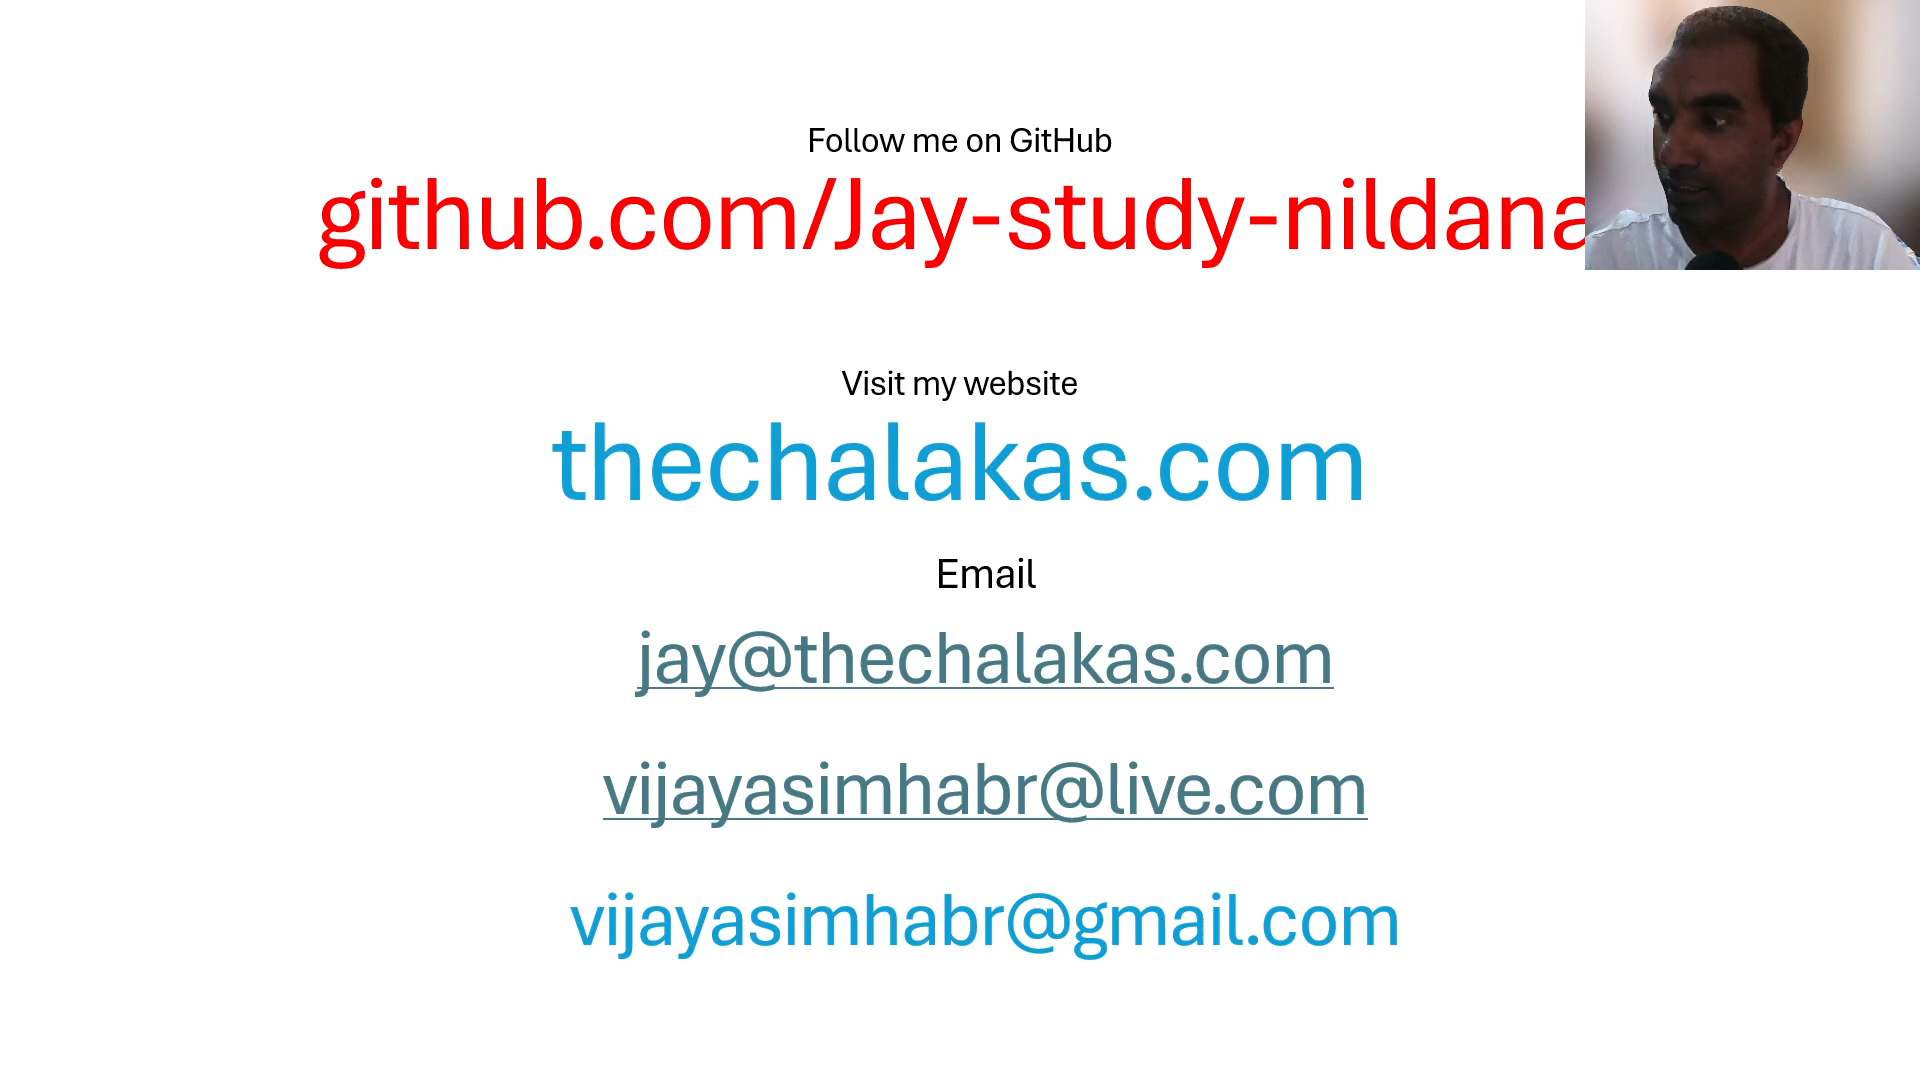 Follow me on GitHub
github.com/Jay-study-nildana
Visit my website
thechalakas.com
Email
jay@thechalakas.com
vijayasimhabr@live.com
vijayasimhabr@gmail.com